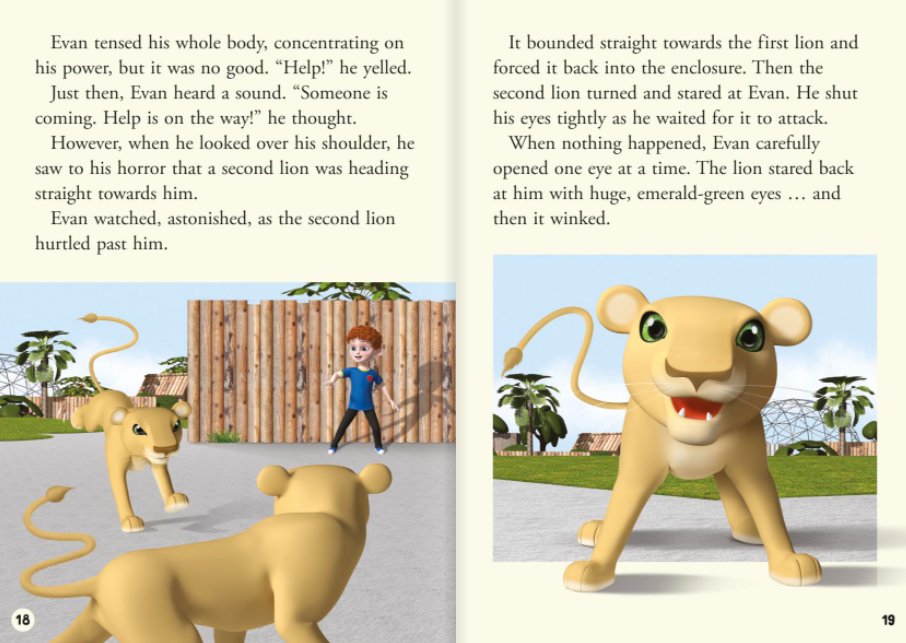 Evan tensed his whole body, concentrating on
his power, but it was no good. “Help!” he yelled.
Just then, Evan heard a sound. “Someone is
coming. Help is on the way!” he thought.
However, when he looked over his shoulder, he
saw to his horror that a second lion was heading
straight towards him.
Evan watched, astonished, as the second lion
hurtled past him.
18
It bounded straight towards the first lion and
forced it back into the enclosure. Then the
second lion turned and stared at Evan. He shut
his eyes tightly as he waited for it to attack.
When nothing happened, Evan carefully
opened one eye at a time. The lion stared back
at him with huge, emerald-green eyes … and
then it winked.
19